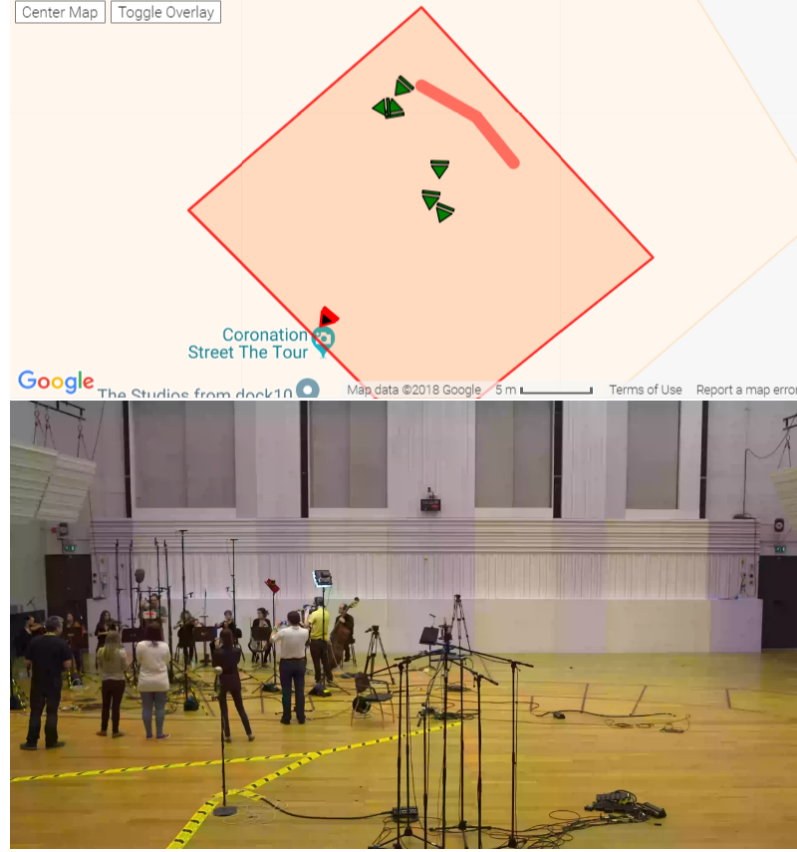 Center Map Toggle Overlay
Coronation
Street The Tour
Google
The Studios from dock10
Map data ©2018 Google 5 m Terms of Use Report a map error